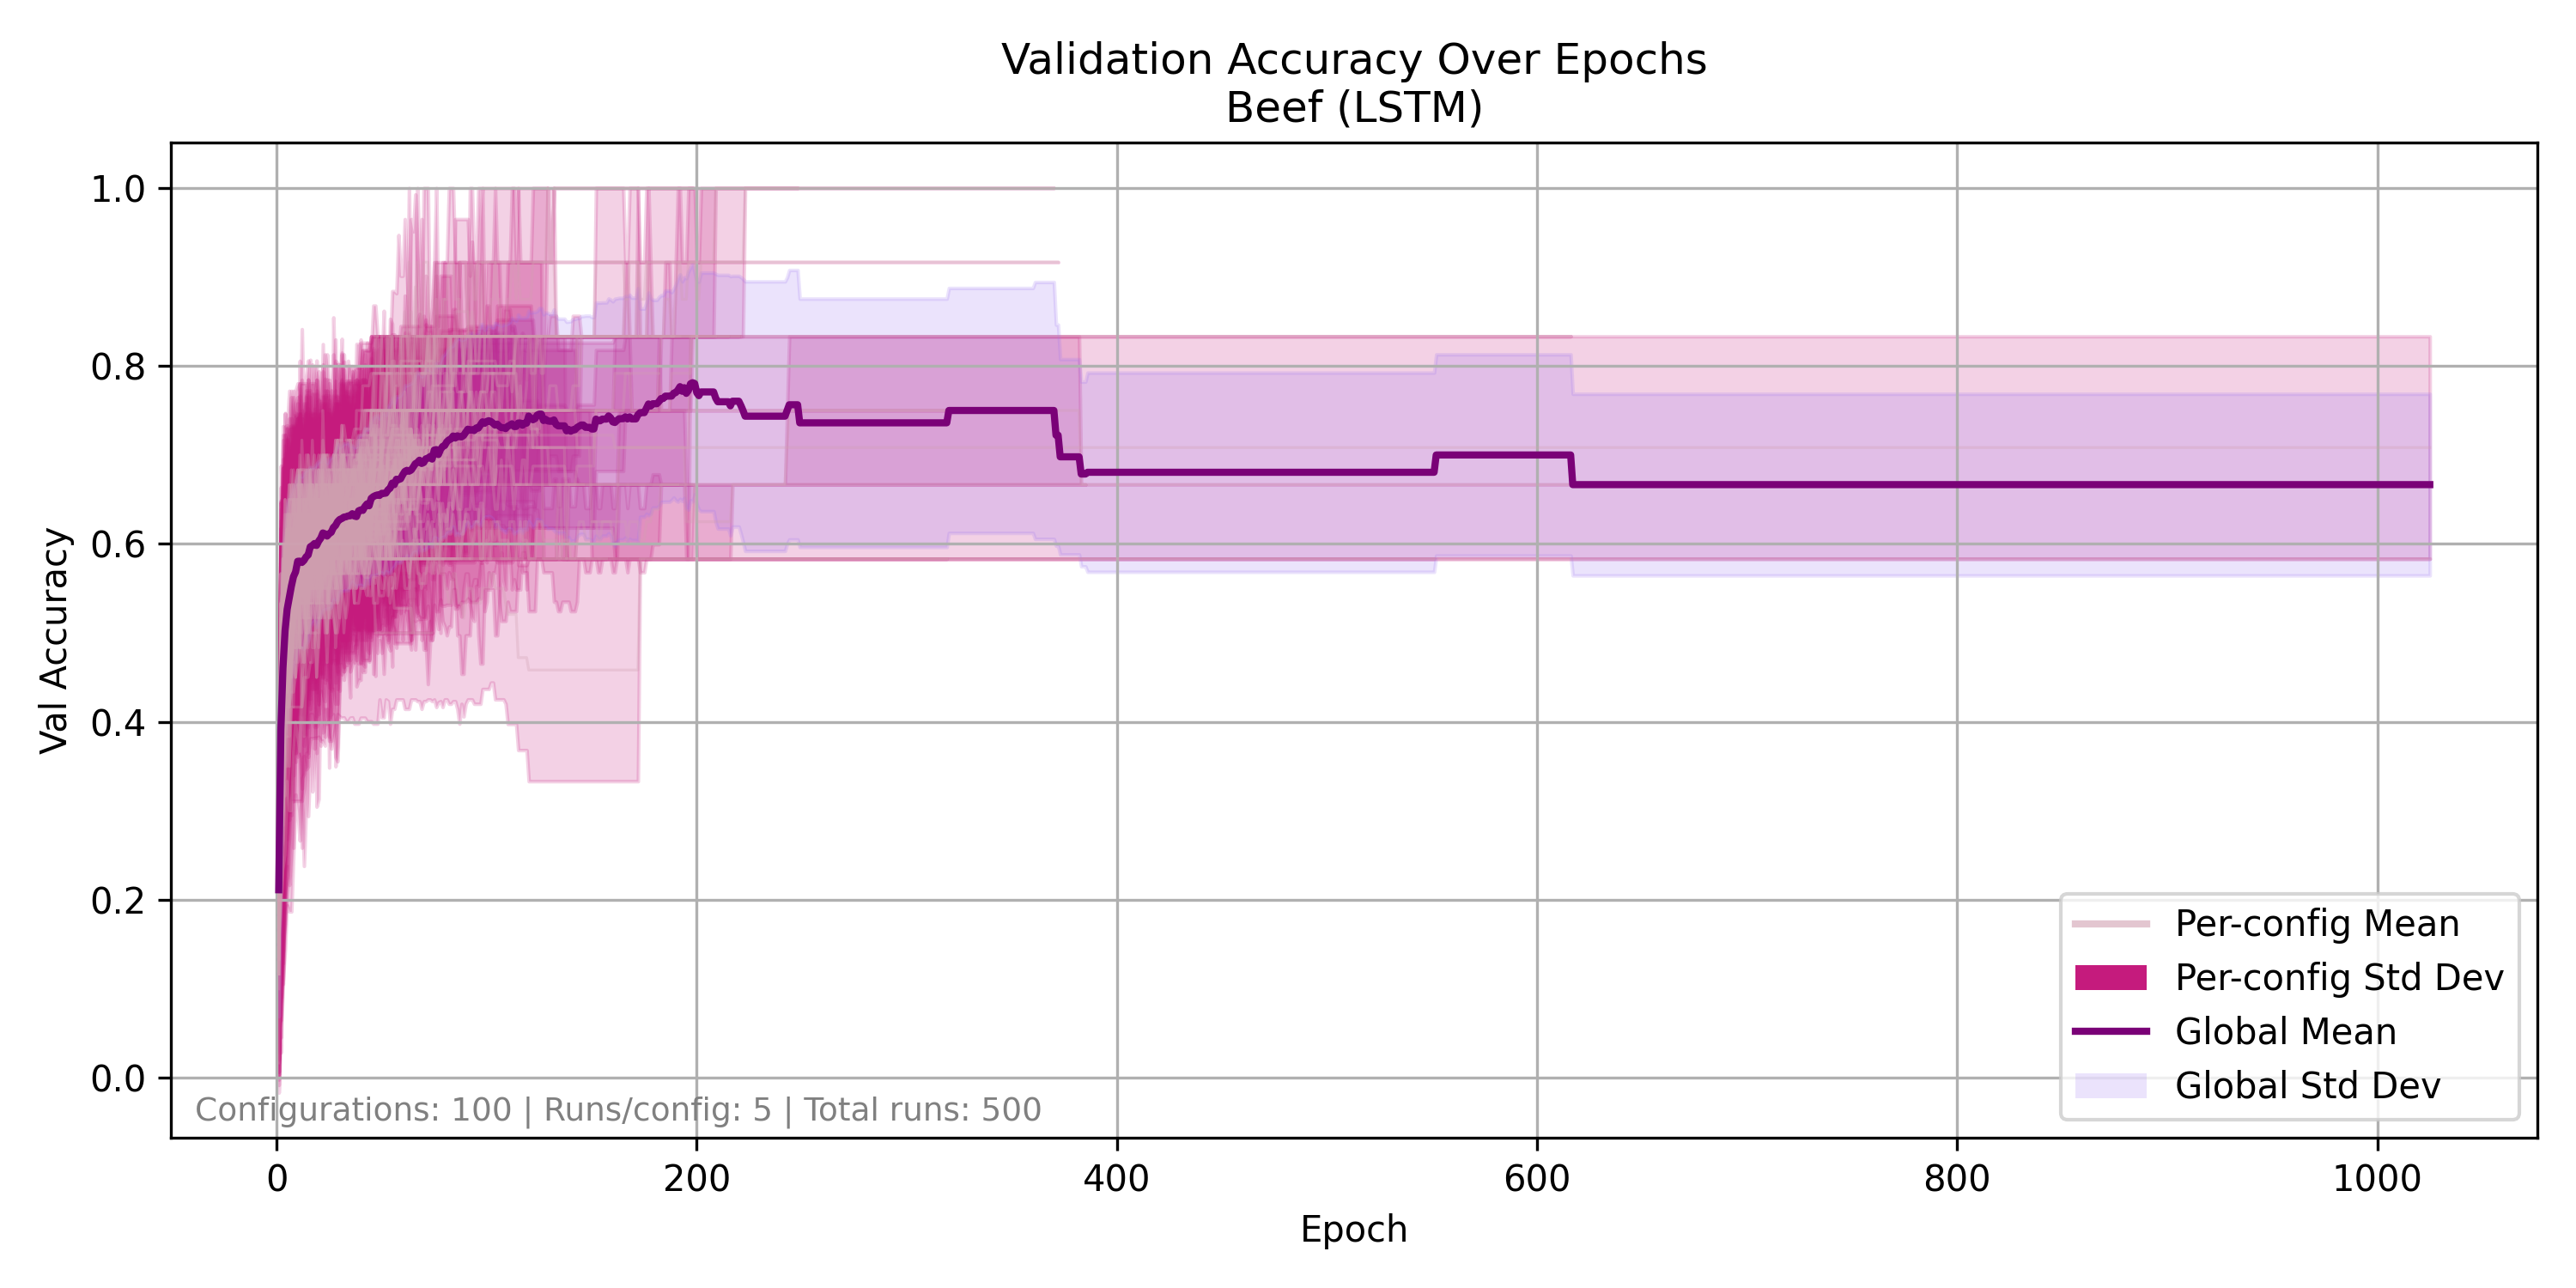 Validation Accuracy Over Epochs
Beef (LSTM)
Val Accuracy
1.0
0.8
0.6
0.4
0.2
0.0
Configurations: 100 | Runs/config: 5 | Total runs: 500
Per-config Mean
Per-config Std Dev
Global Mean
Global Std Dev
0 200 400 600 800 1000
Epoch